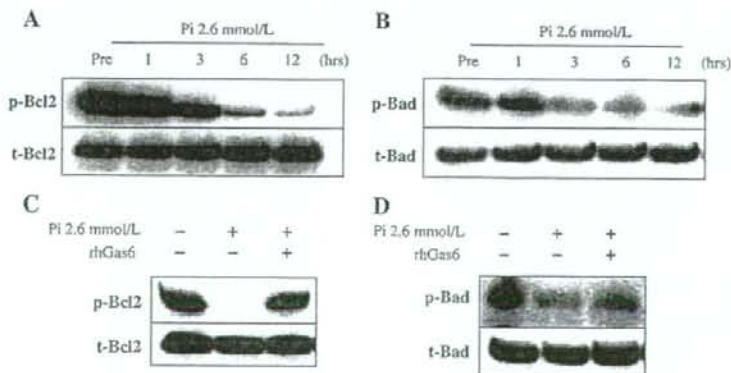 A
Pi 2.6 mmol/L
Pre 1 3 6 12 (hrs)
p-Bcl2
t-Bcl2
B
Pi 2.6 mmol/L
Pre 1 3 6 12 (hrs)
p-Bad
t-Bad
C
Pi 2.6 mmol/L − + +
rhGas6 − − +
p-Bcl2
t-Bcl2
D
Pi 2.6 mmol/L − + +
rhGas6 − − +
p-Bad
t-Bad